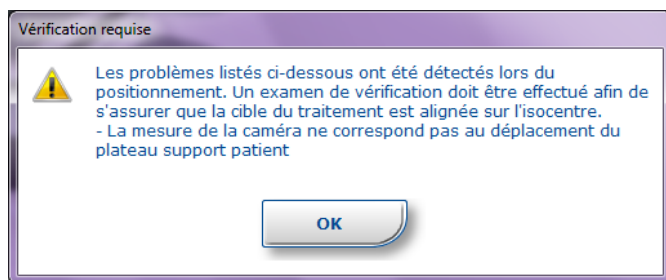 Vérification requise
Les problèmes listés ci-dessous ont été détectés lors du
positionnement. Un examen de vérification doit être effectué afin de
s'assurer que la cible du traitement est alignée sur l'isocentre.
- La mesure de la caméra ne correspond pas au déplacement du
plateau support patient
OK